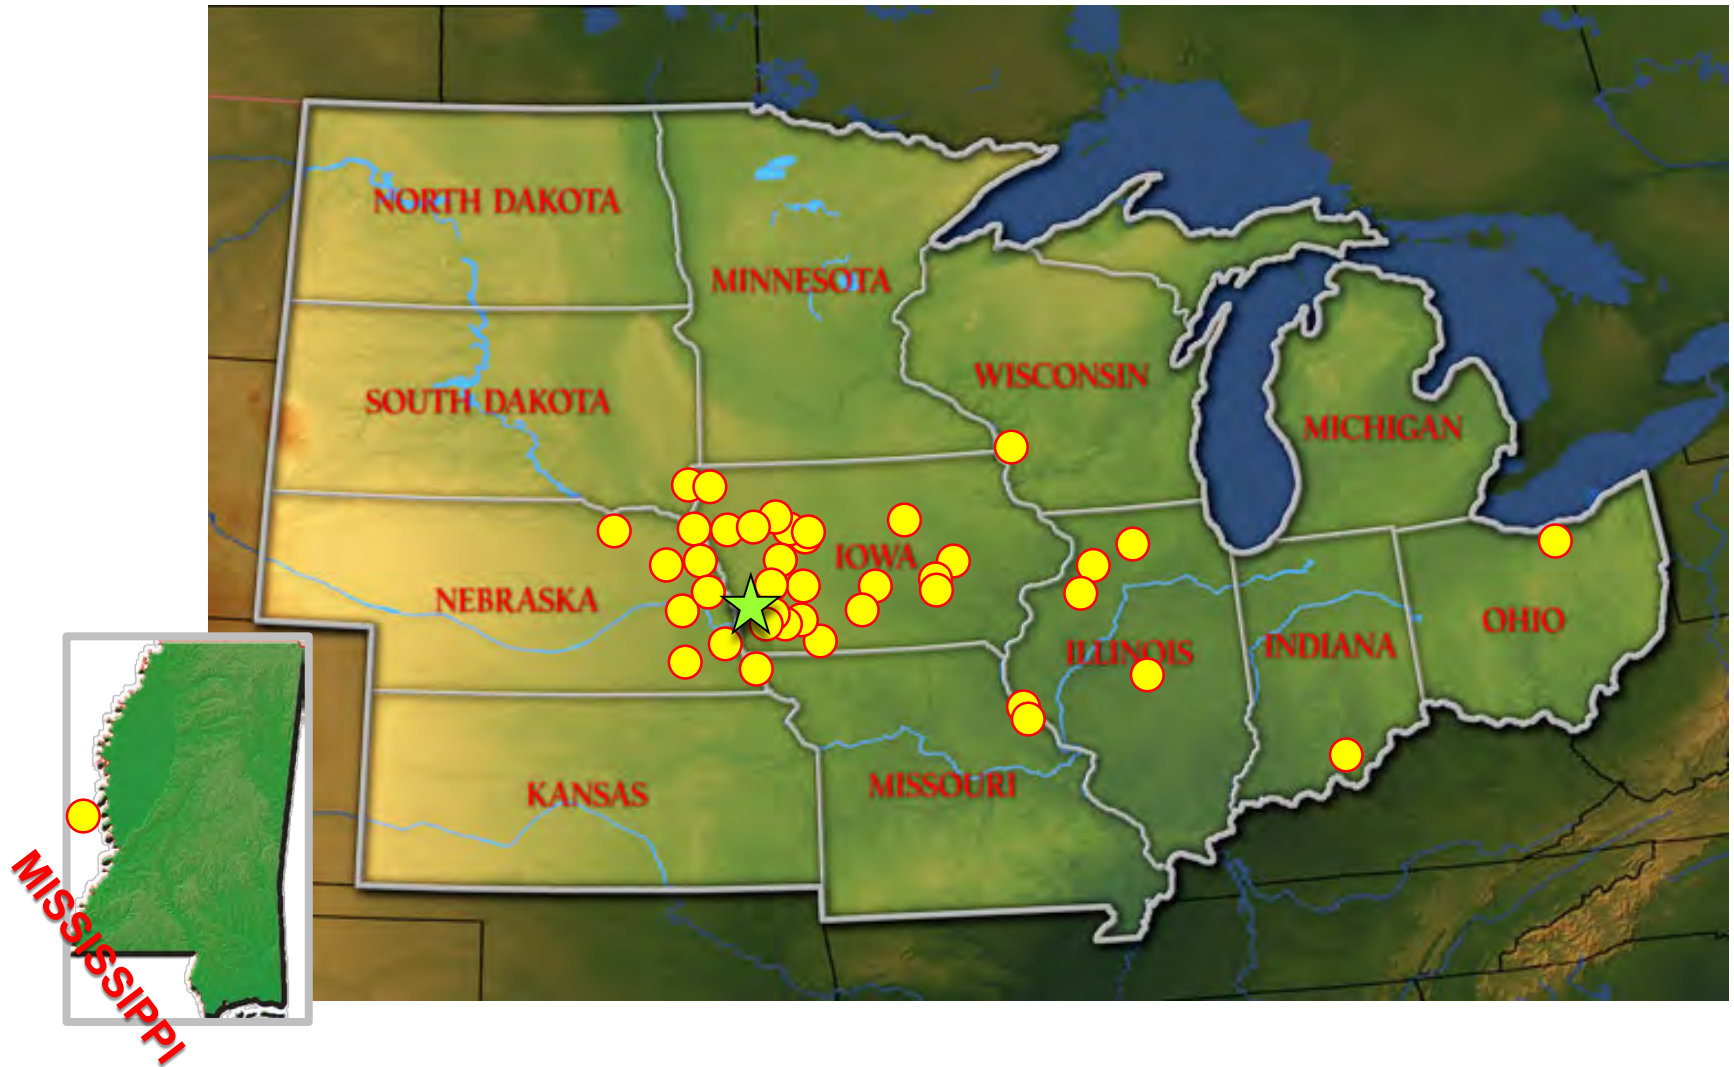 NORTH DAKOTA
MINNESOTA
WISCONSIN
SOUTH DAKOTA
MICHIGAN
IOWA
NEBRASKA
OHIO
ILLINOIS
INDIANA
KANSAS
MISSOURI
MISSISSIPPI